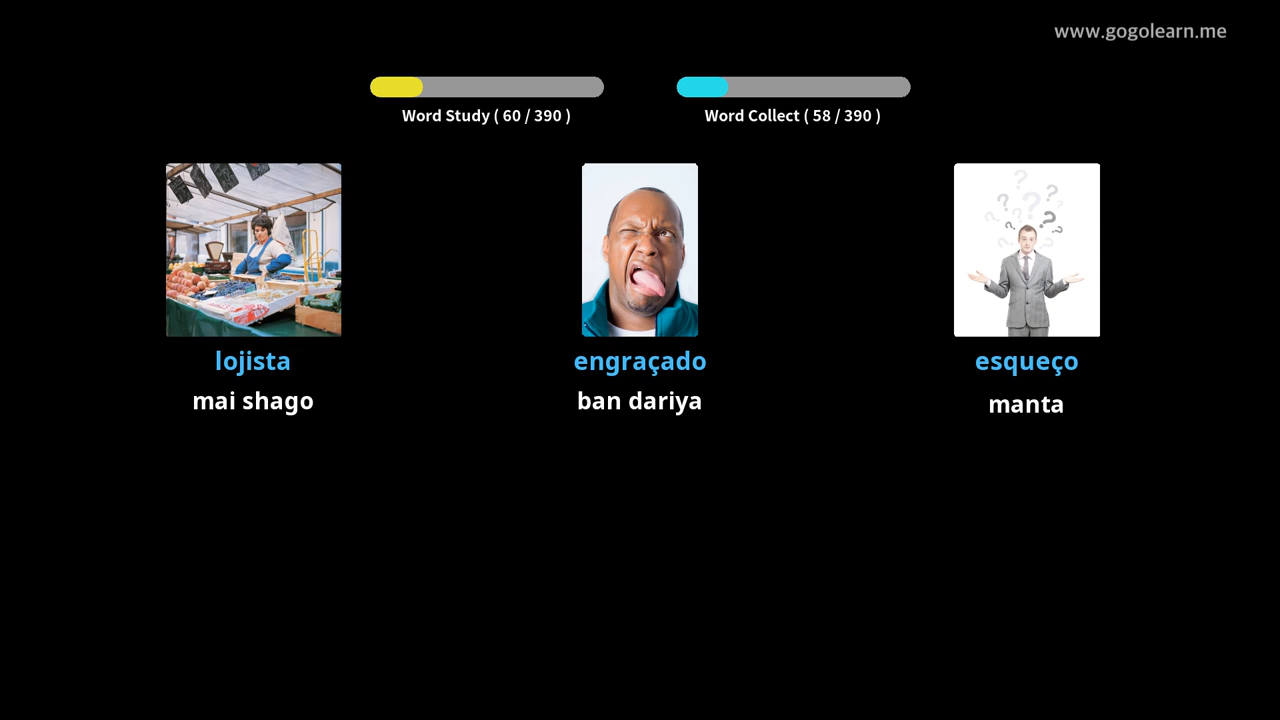 www.gogolearn.me
Word Study ( 60 / 390 )
Word Collect ( 58 / 390 )
lojista
mai shago
engraçado
ban dariya
esqueço
manta